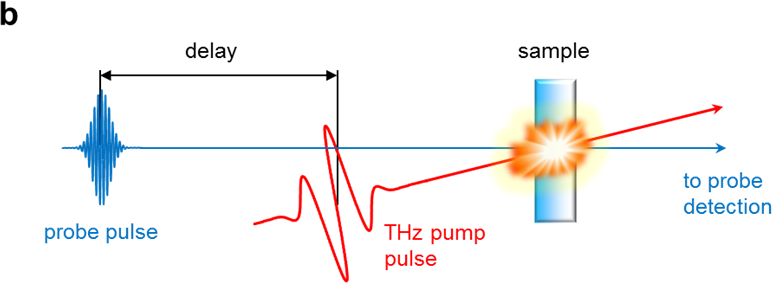 b
delay
sample
probe pulse
THz pump
pulse
to probe
detection